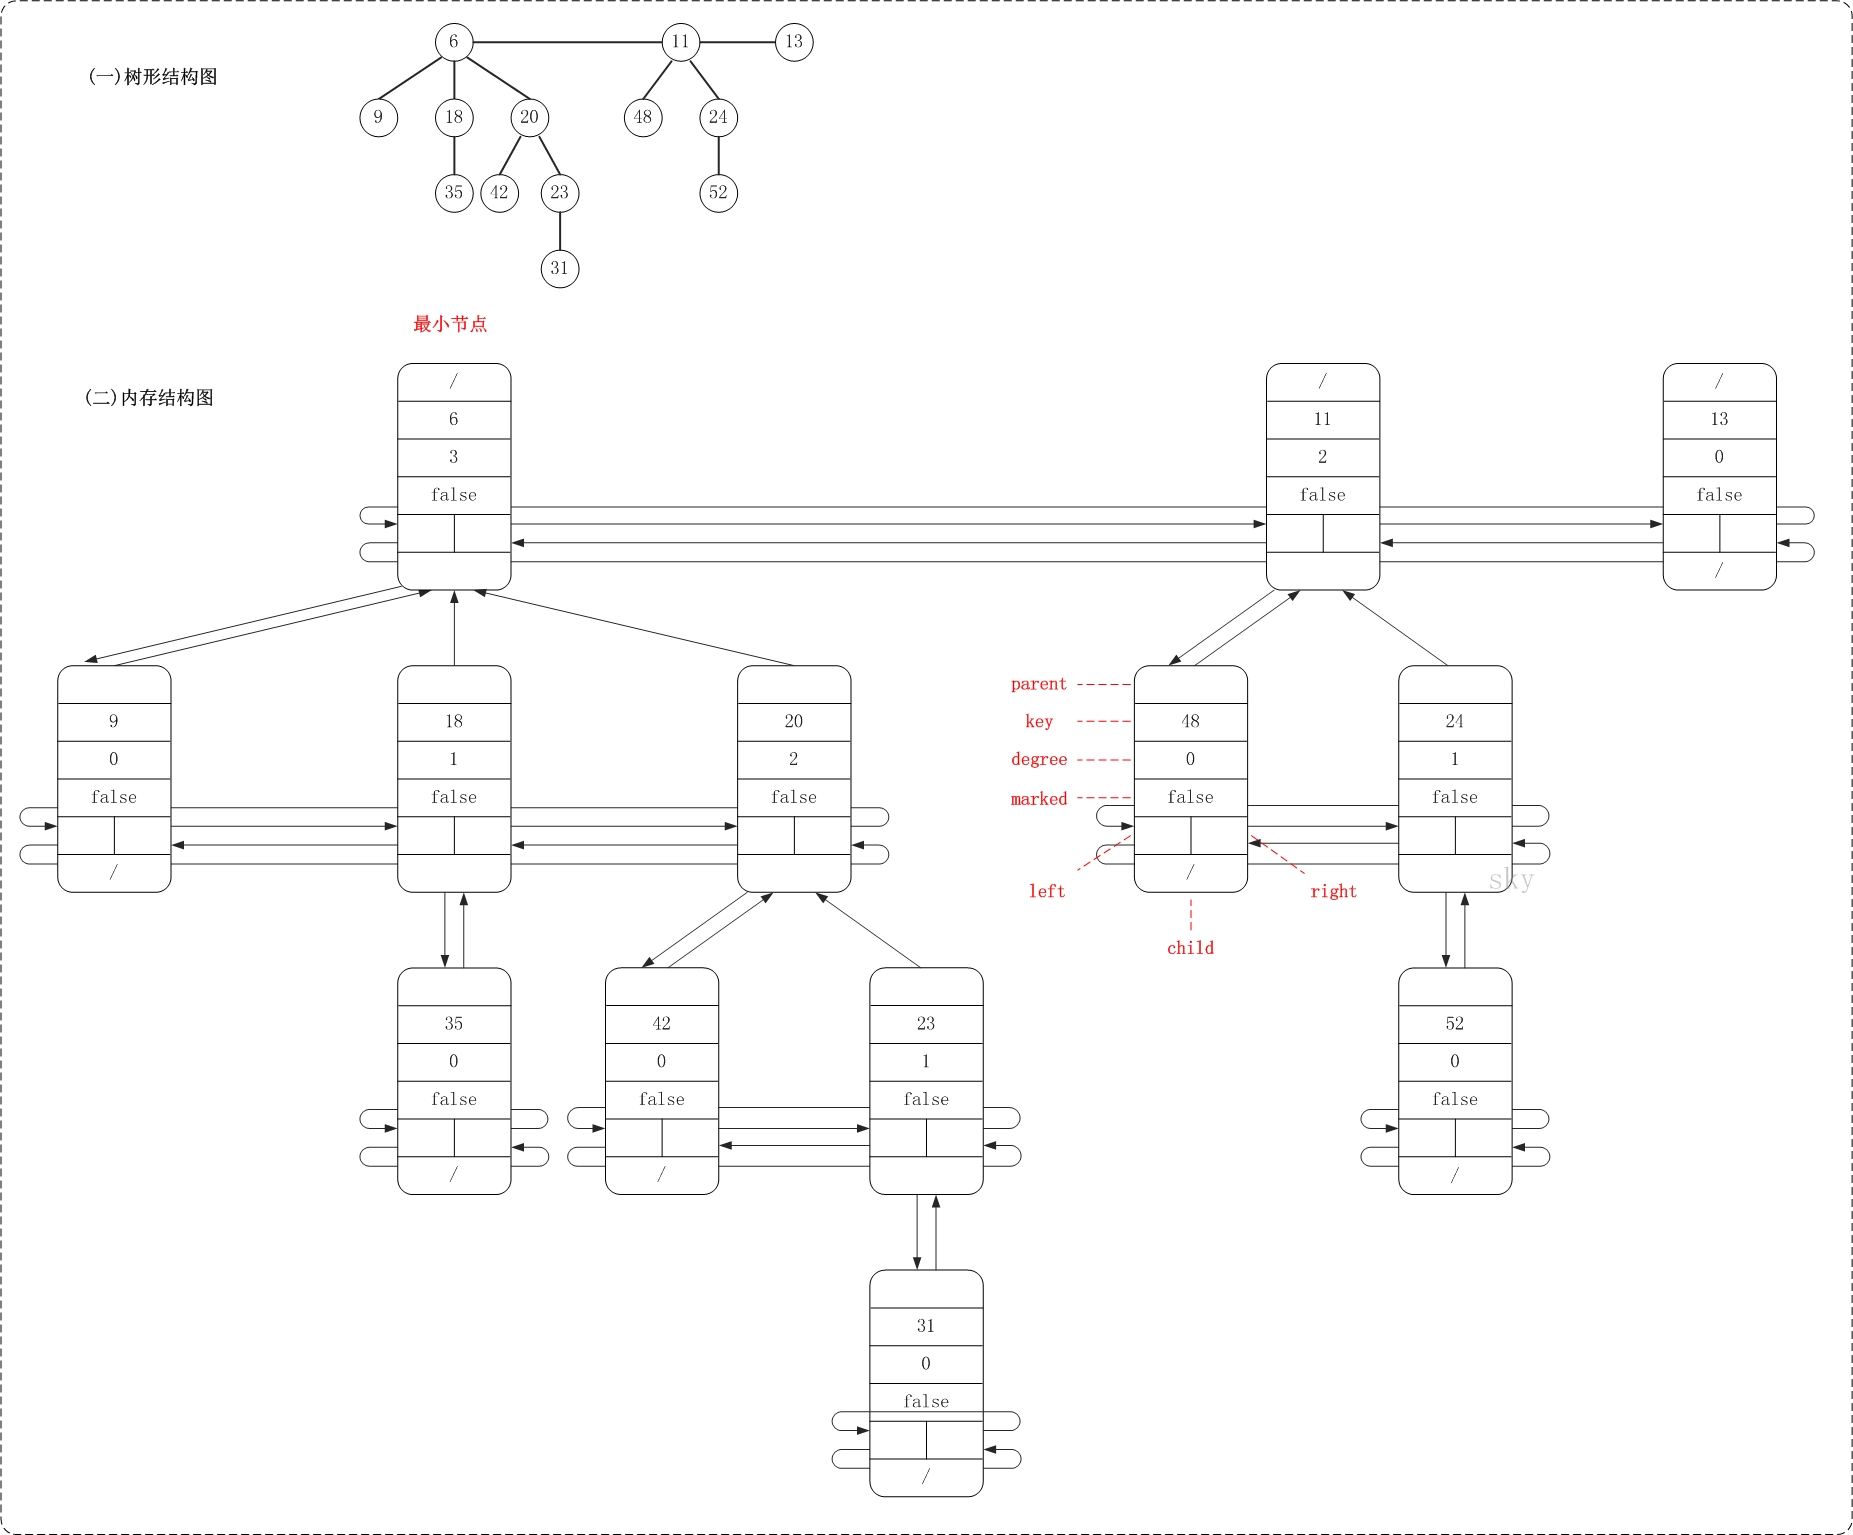 6 11 13
(一)树形结构图
9 18 20 48 24
35 42 23 52
31
最小节点
/ / /
(二)内存结构图
6 11 13
3 2 0
false false false
/
parent
key
9 18 20 48 24
degree
0 1 2 0 1
marked
false false false false false
/ /
sky
left right
child
35 42 23 52
0 0 1 0
false false false false
/ / /
31
0
false
/